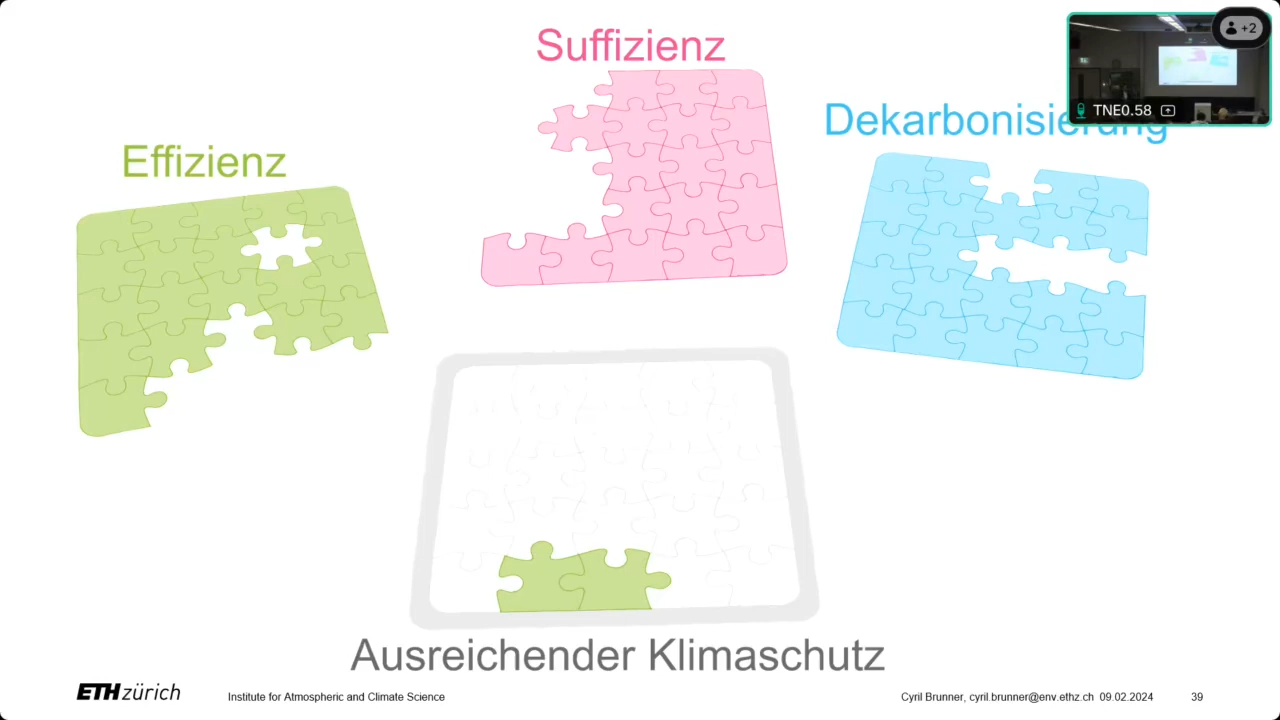 Suffizienz
+2
TNE0.58
Dekarbonisierung
Effizienz
Ausreichender Klimaschutz
ETH zürich
Institute for Atmospheric and Climate Science
Cyril Brunner, cyril.brunner@env.ethz.ch 09.02.2024
39